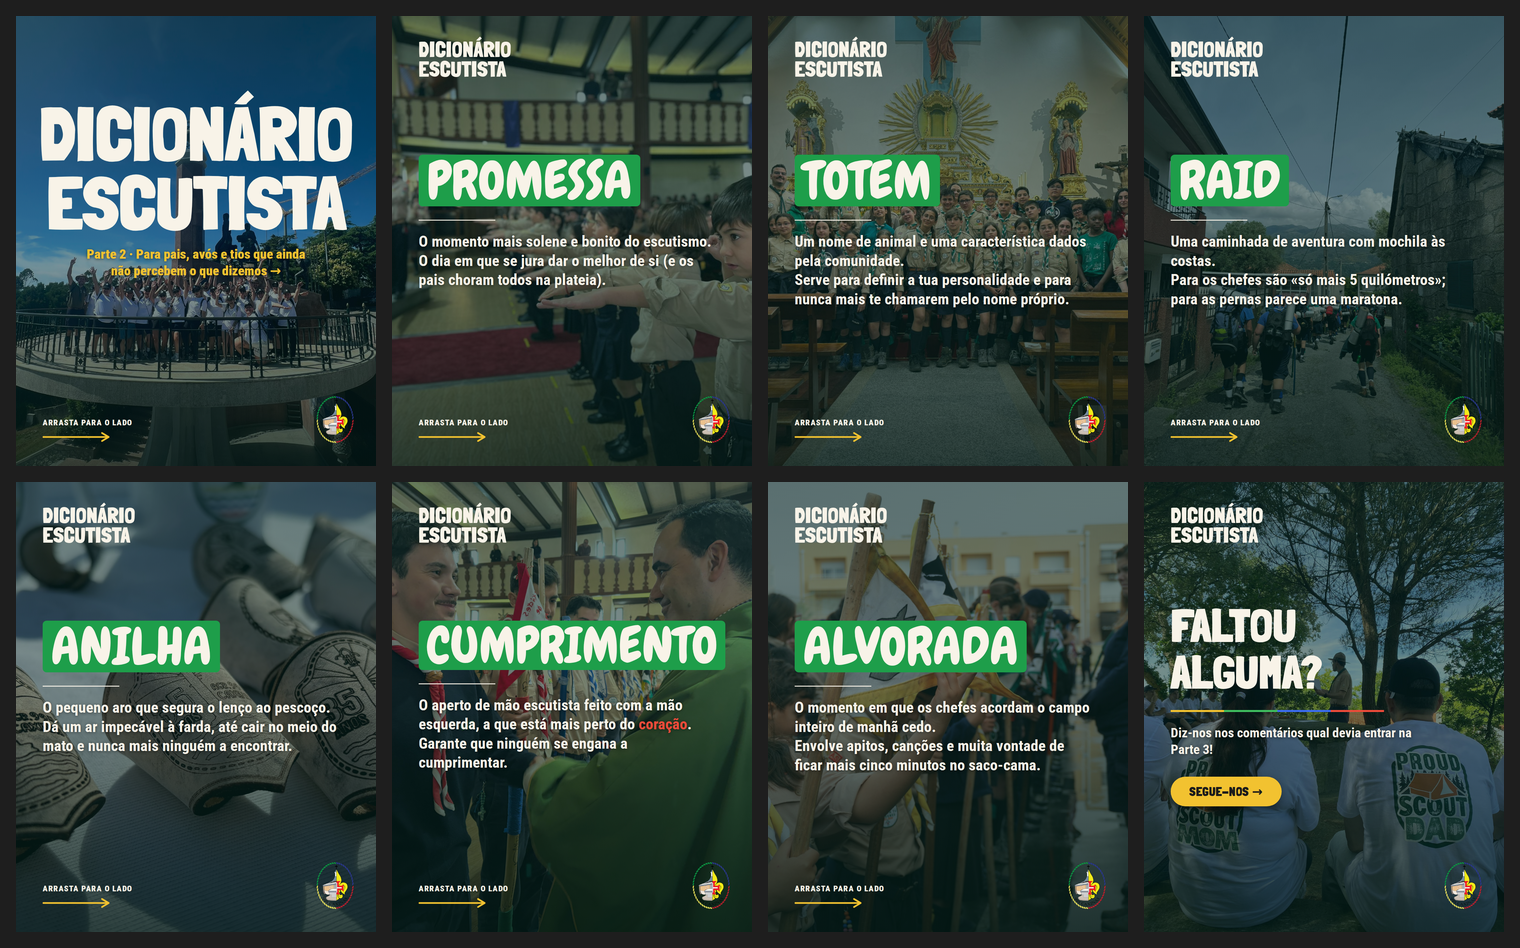 DICIONÁRIO
ESCUTISTA
Parte 2 · Para pais, avós e tios que ainda
não percebem o que dizemos →
ARRASTA PARA O LADO
DICIONÁRIO
ESCUTISTA
PROMESSA
O momento mais solene e bonito do escutismo.
O dia em que se jura dar o melhor de si (e os
pais choram todos na plateia).
ARRASTA PARA O LADO
DICIONÁRIO
ESCUTISTA
TOTEM
Um nome de animal e uma característica dados
pela comunidade.
Serve para definir a tua personalidade e para
nunca mais te chamarem pelo nome próprio.
ARRASTA PARA O LADO
DICIONÁRIO
ESCUTISTA
RAID
Uma caminhada de aventura com mochila às
costas.
Para os chefes são «só mais 5 quilómetros»;
para as pernas parece uma maratona.
ARRASTA PARA O LADO
DICIONÁRIO
ESCUTISTA
ANILHA
O pequeno aro que segura o lenço ao pescoço.
Dá um ar impecável à farda, até cair no meio do
mato e nunca mais ninguém a encontrar.
ARRASTA PARA O LADO
DICIONÁRIO
ESCUTISTA
CUMPRIMENTO
O aperto de mão escutista feito com a mão
esquerda, a que está mais perto do coração.
Garante que ninguém se engana a
cumprimentar.
ARRASTA PARA O LADO
DICIONÁRIO
ESCUTISTA
ALVORADA
O momento em que os chefes acordam o campo
inteiro de manhã cedo.
Envolve apitos, canções e muita vontade de
ficar mais cinco minutos no saco-cama.
ARRASTA PARA O LADO
DICIONÁRIO
ESCUTISTA
FALTOU
ALGUMA?
Diz-nos nos comentários qual devia entrar na
Parte 3!
SEGUE-NOS →
SCOUT
MOM
PROUD
SCOUT
DAD